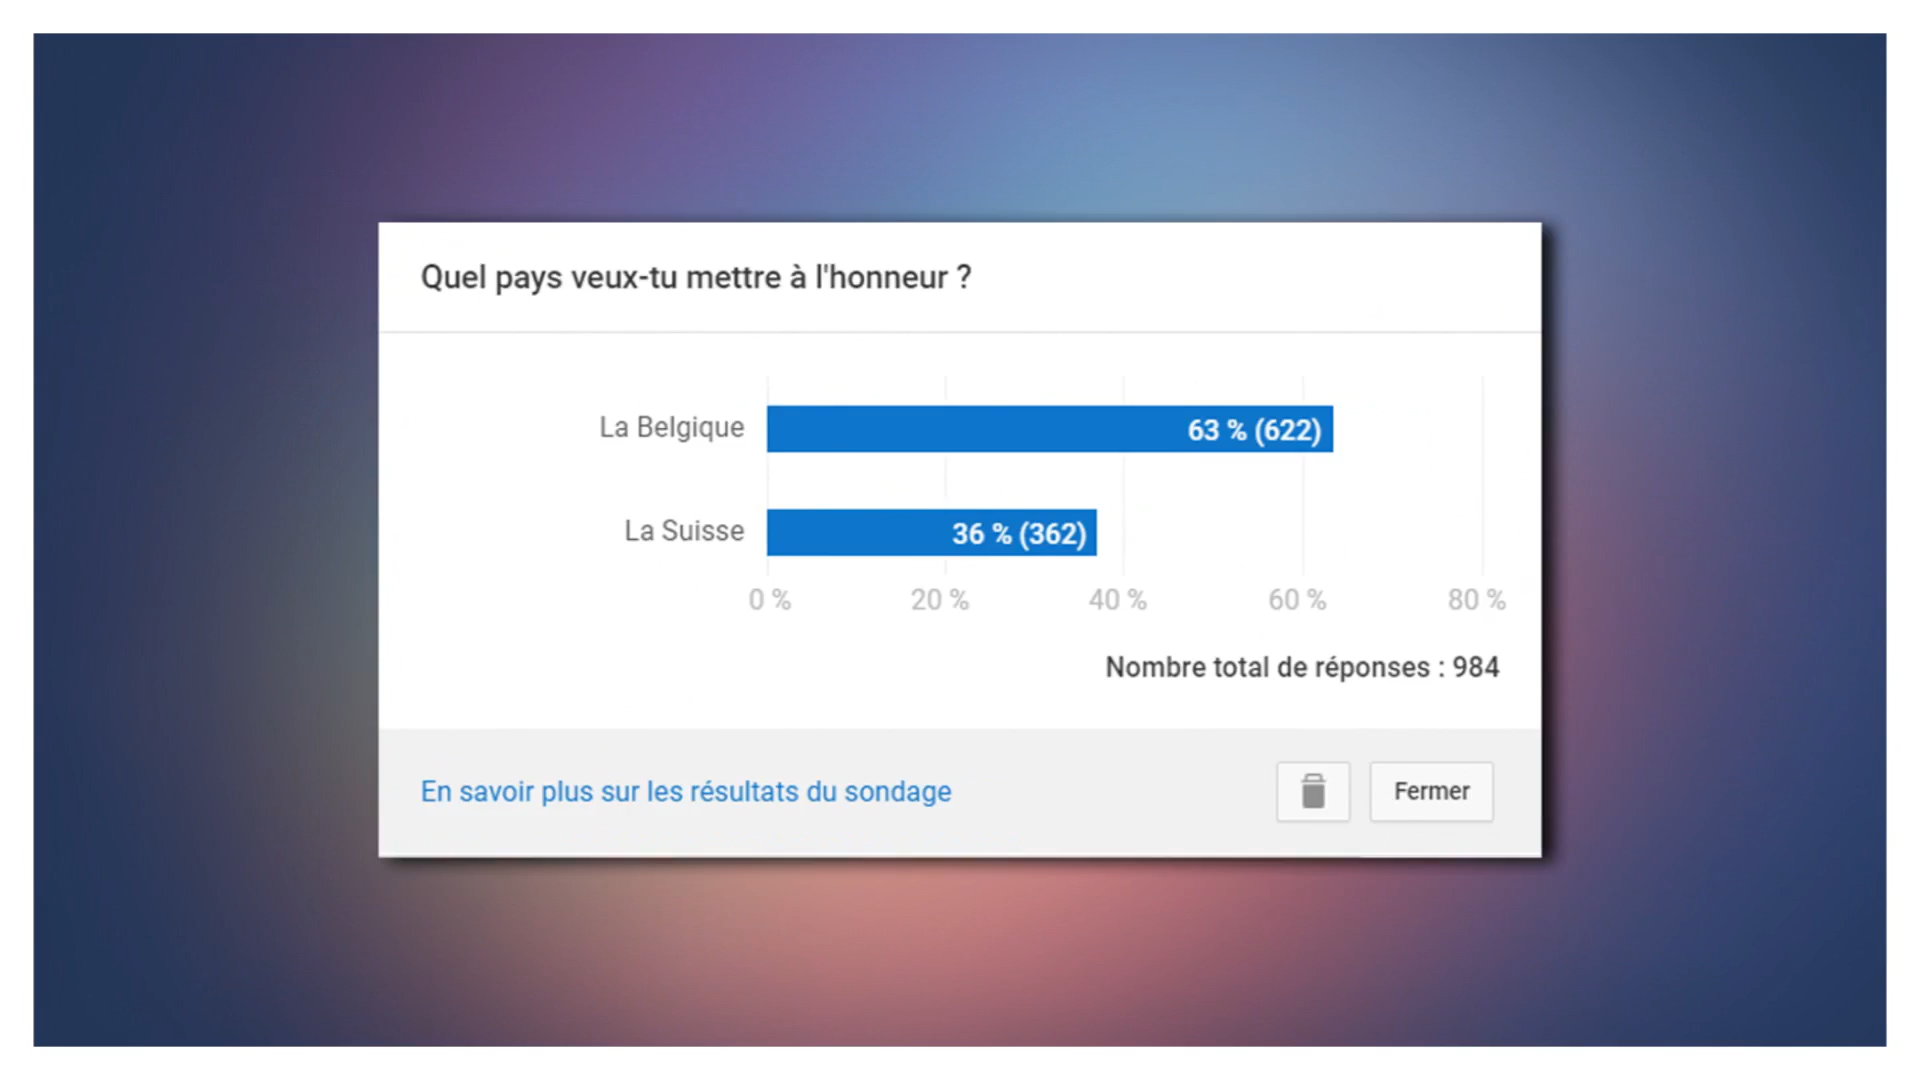 Quel pays veux-tu mettre à l'honneur ?
La Belgique 63 % (622)
La Suisse 36 % (362)
0 % 20 % 40 % 60 % 80 %
Nombre total de réponses : 984
En savoir plus sur les résultats du sondage Fermer